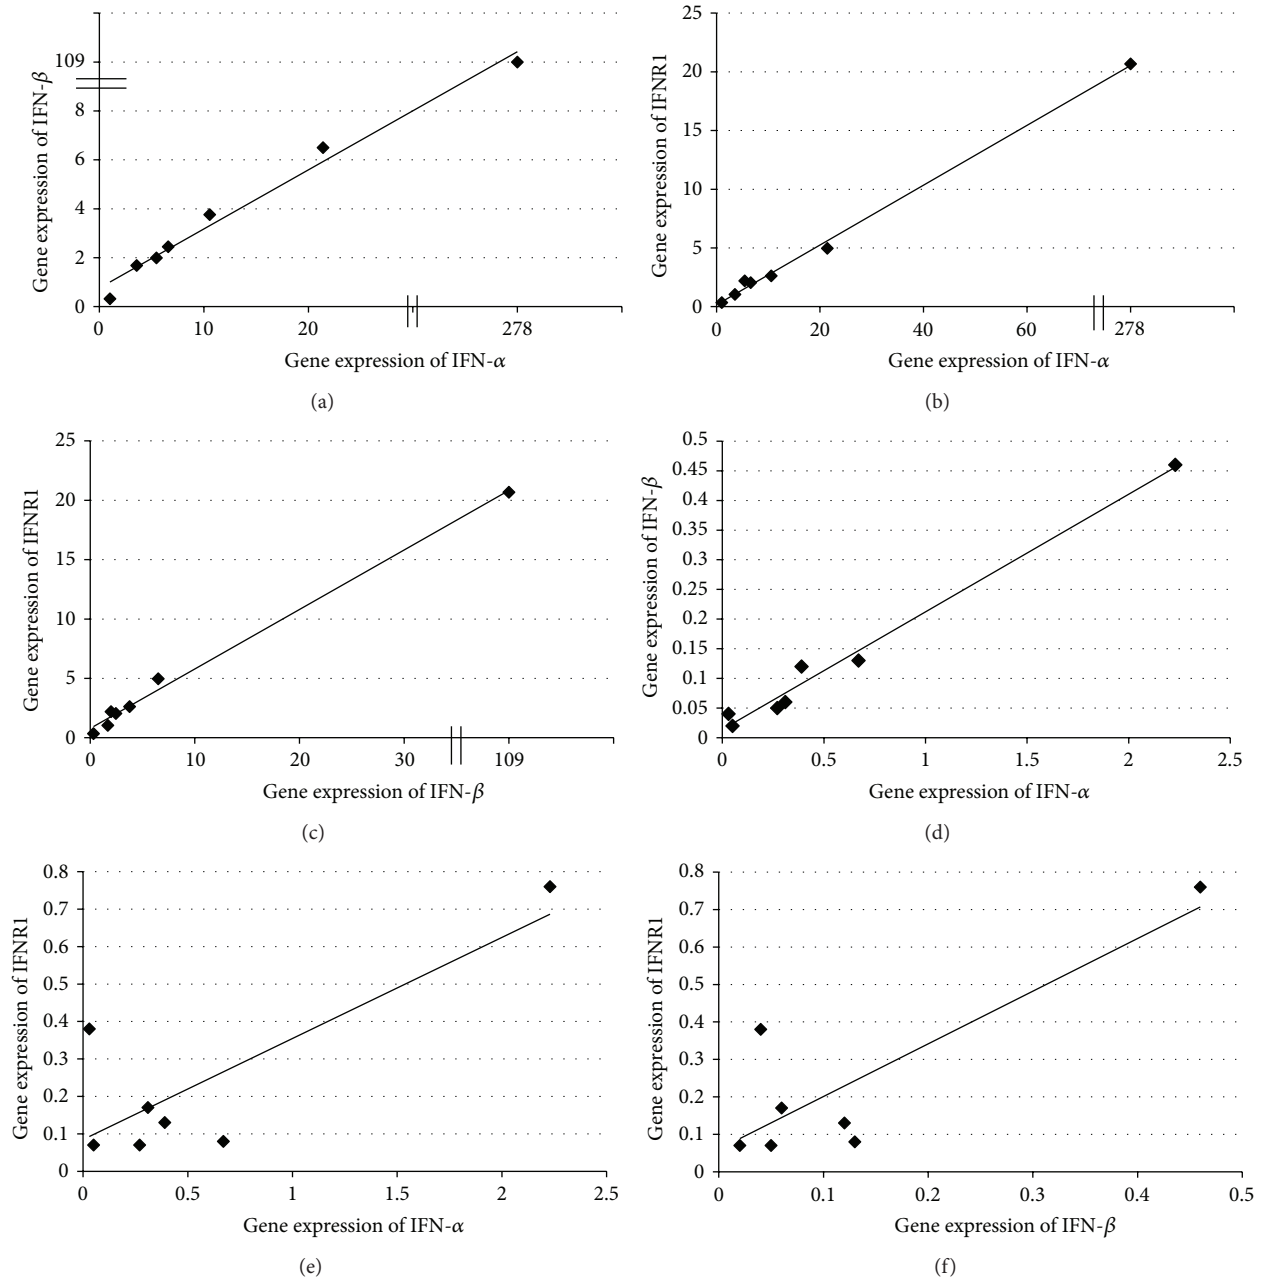 109
8
6
4
2
0
0 10 20 278
Gene expression of IFN-β
Gene expression of IFN-α
(a)
25
20
15
10
5
0
0 20 40 60 278
Gene expression of IFNR1
Gene expression of IFN-α
(b)
25
20
15
10
5
0
0 10 20 30 109
Gene expression of IFNR1
Gene expression of IFN-β
(c)
0.5
0.45
0.4
0.35
0.3
0.25
0.2
0.15
0.1
0.05
0
0 0.5 1 1.5 2 2.5
Gene expression of IFN-β
Gene expression of IFN-α
(d)
0.8
0.7
0.6
0.5
0.4
0.3
0.2
0.1
0
0 0.5 1 1.5 2 2.5
Gene expression of IFNR1
Gene expression of IFN-α
(e)
0.8
0.7
0.6
0.5
0.4
0.3
0.2
0.1
0
0 0.1 0.2 0.3 0.4 0.5
Gene expression of IFNR1
Gene expression of IFN-β
(f)